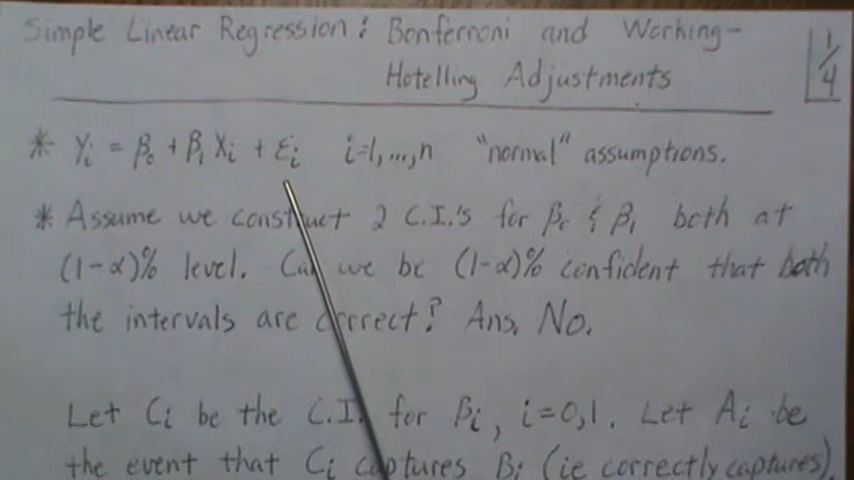 Simple Linear Regression: Bonferroni and Working-
Hotelling Adjustments
1/4
* Yi = β0 + β1 Xi + εi i=1,...,n "normal" assumptions.
* Assume we construct 2 C.I.'s for β0 & β1 both at
(1-α)% level. Can we be (1-α)% confident that both
the intervals are correct? Ans. No.
Let Ci be the C.I. for βi, i=0,1. Let Ai be
the event that Ci captures Bi (ie correctly captures)